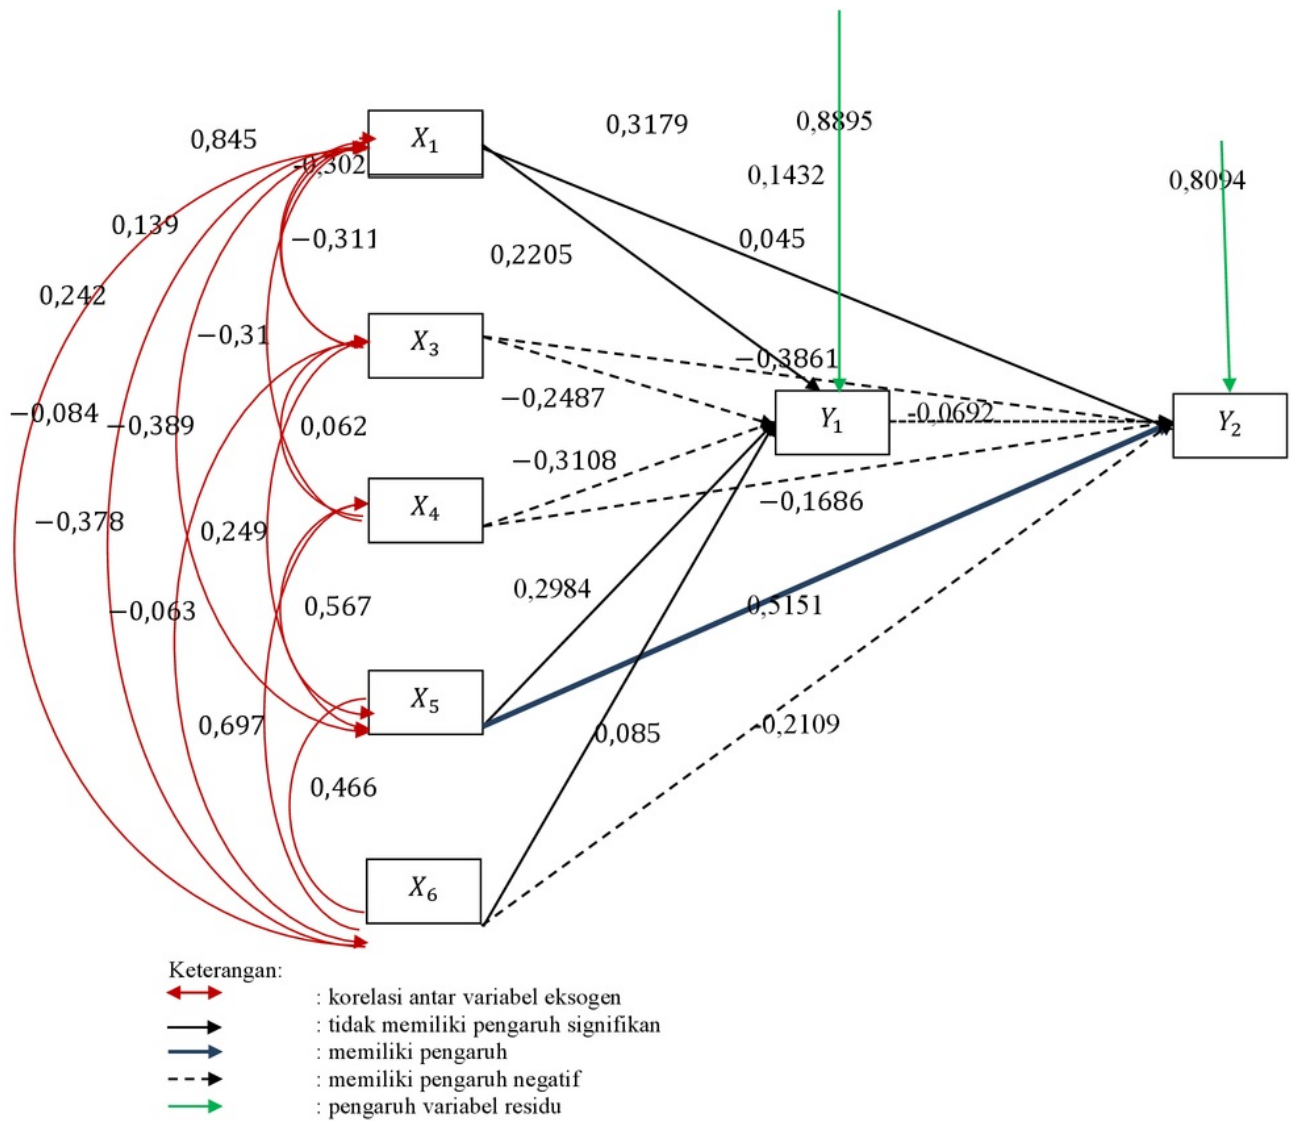 0,3179
0,8895
0,845
X₁
-0,302
0,1432
0,8094
0,139
−0,311
0,2205
0,045
0,242
−0,31
X₃
−0,3861
−0,2487
−0,084
−0,389
0,062
Y₁
-0,0692
Y₂
−0,3108
X₄
−0,1686
−0,378
0,249
0,2984
−0,063
0,567
0,5151
X₅
0,697
0,085
-0,2109
0,466
X₆
Keterangan:
: korelasi antar variabel eksogen
: tidak memiliki pengaruh signifikan
: memiliki pengaruh
: memiliki pengaruh negatif
: pengaruh variabel residu